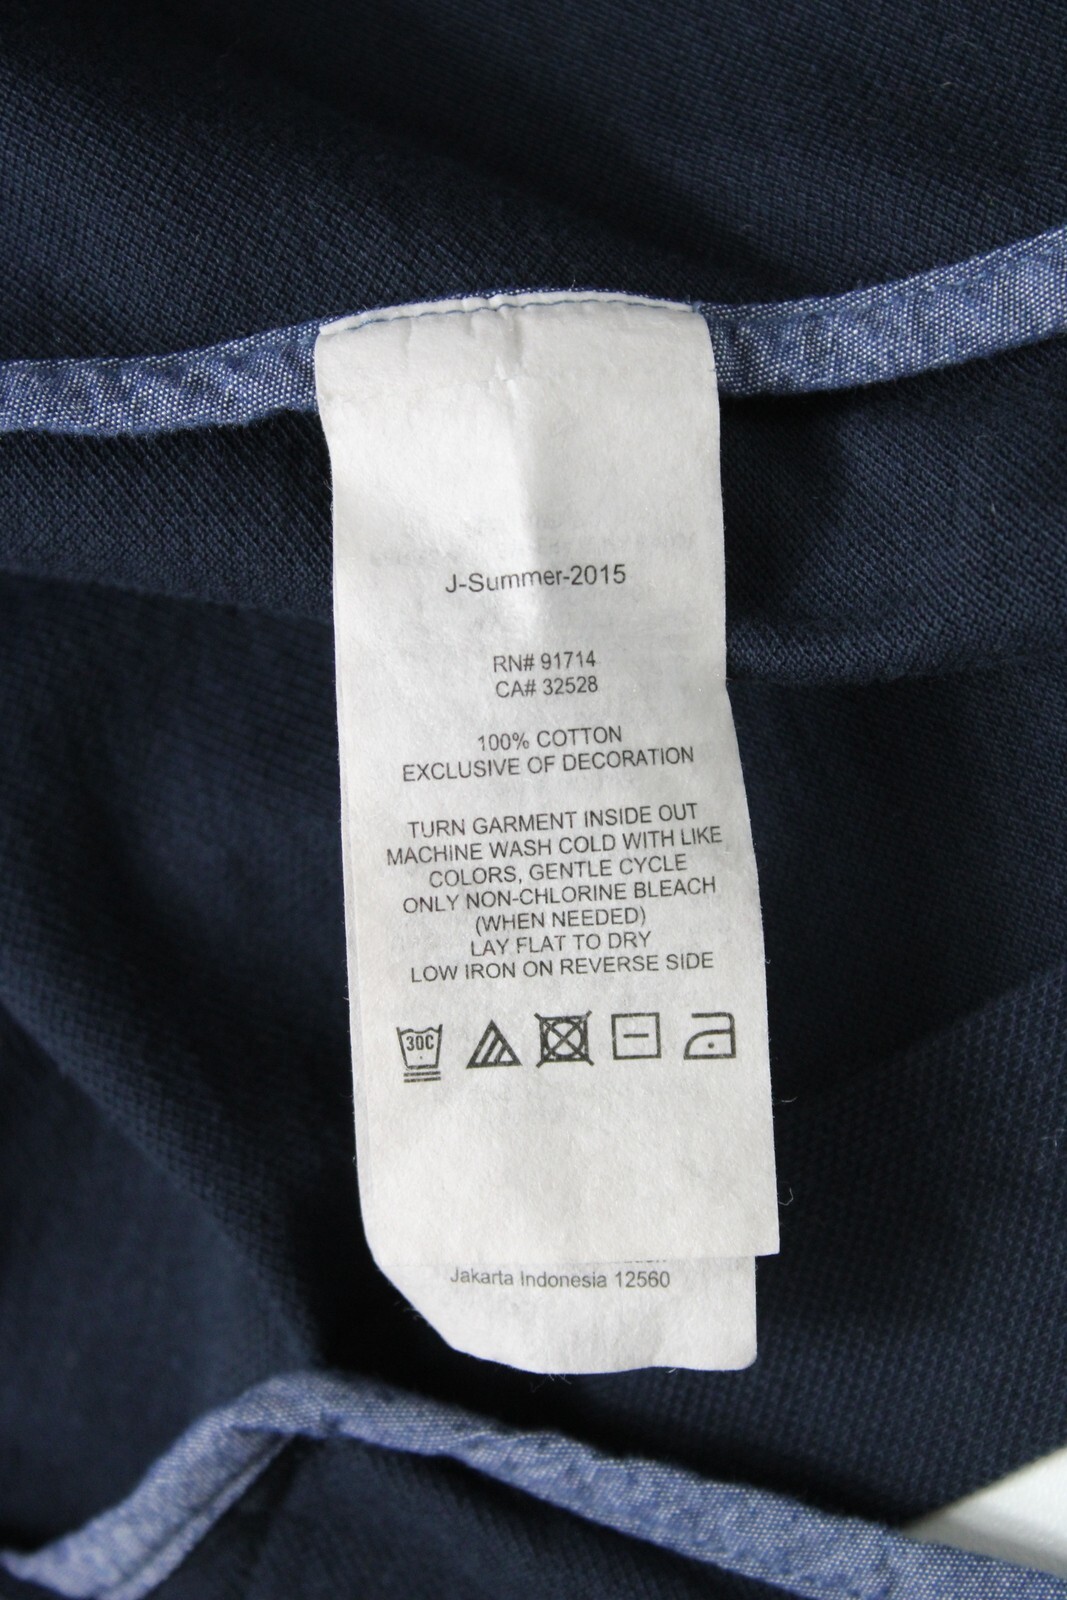 J-Summer-2015
RN# 91714
CA# 32528
100% COTTON
EXCLUSIVE OF DECORATION
TURN GARMENT INSIDE OUT
MACHINE WASH COLD WITH LIKE
COLORS, GENTLE CYCLE
ONLY NON-CHLORINE BLEACH
(WHEN NEEDED)
LAY FLAT TO DRY
LOW IRON ON REVERSE SIDE
30C
Jakarta Indonesia 12560